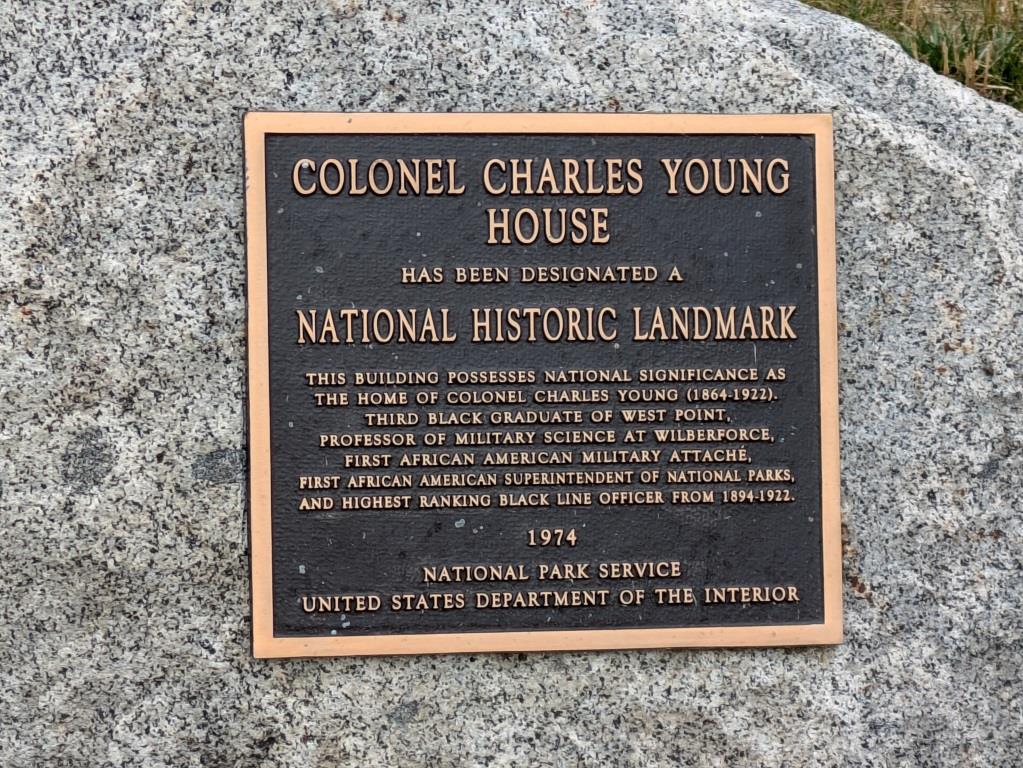 COLONEL CHARLES YOUNG
HOUSE
HAS BEEN DESIGNATED A
NATIONAL HISTORIC LANDMARK
THIS BUILDING POSSESSES NATIONAL SIGNIFICANCE AS
THE HOME OF COLONEL CHARLES YOUNG (1864-1922).
THIRD BLACK GRADUATE OF WEST POINT,
PROFESSOR OF MILITARY SCIENCE AT WILBERFORCE,
FIRST AFRICAN AMERICAN MILITARY ATTACHÉ,
FIRST AFRICAN AMERICAN SUPERINTENDENT OF NATIONAL PARKS,
AND HIGHEST RANKING BLACK LINE OFFICER FROM 1894-1922.
1974
NATIONAL PARK SERVICE
UNITED STATES DEPARTMENT OF THE INTERIOR